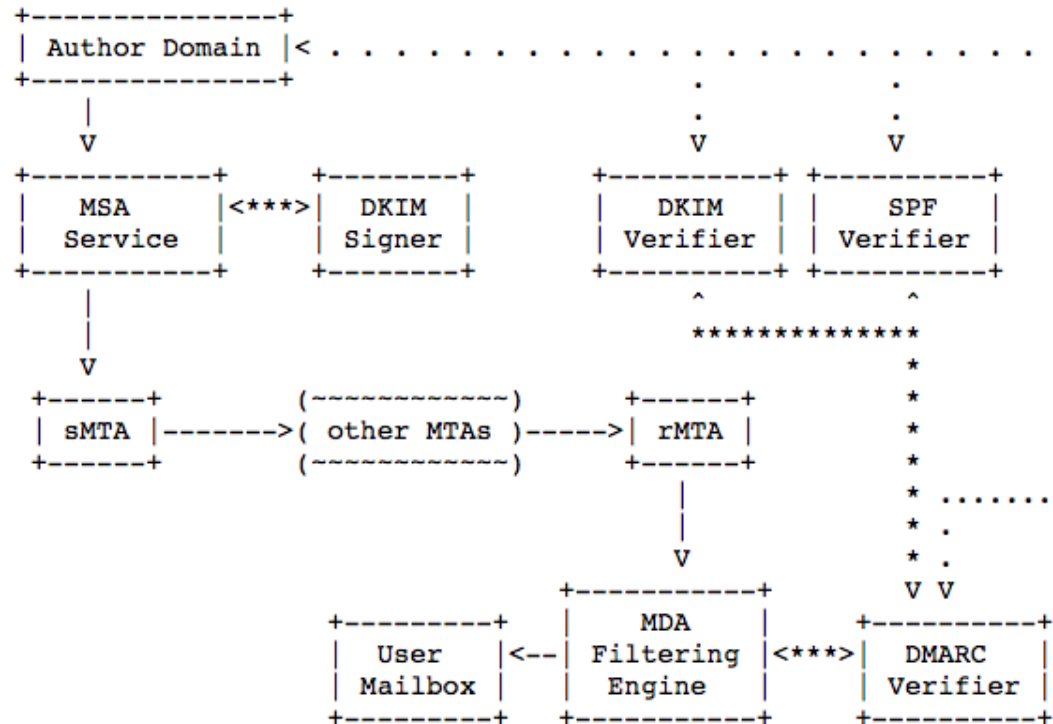 Author Domain
MSA DKIM DKIM SPF
Service Signer Verifier Verifier
sMTA other MTAs rMTA
MDA
User Filtering DMARC
Mailbox Engine Verifier